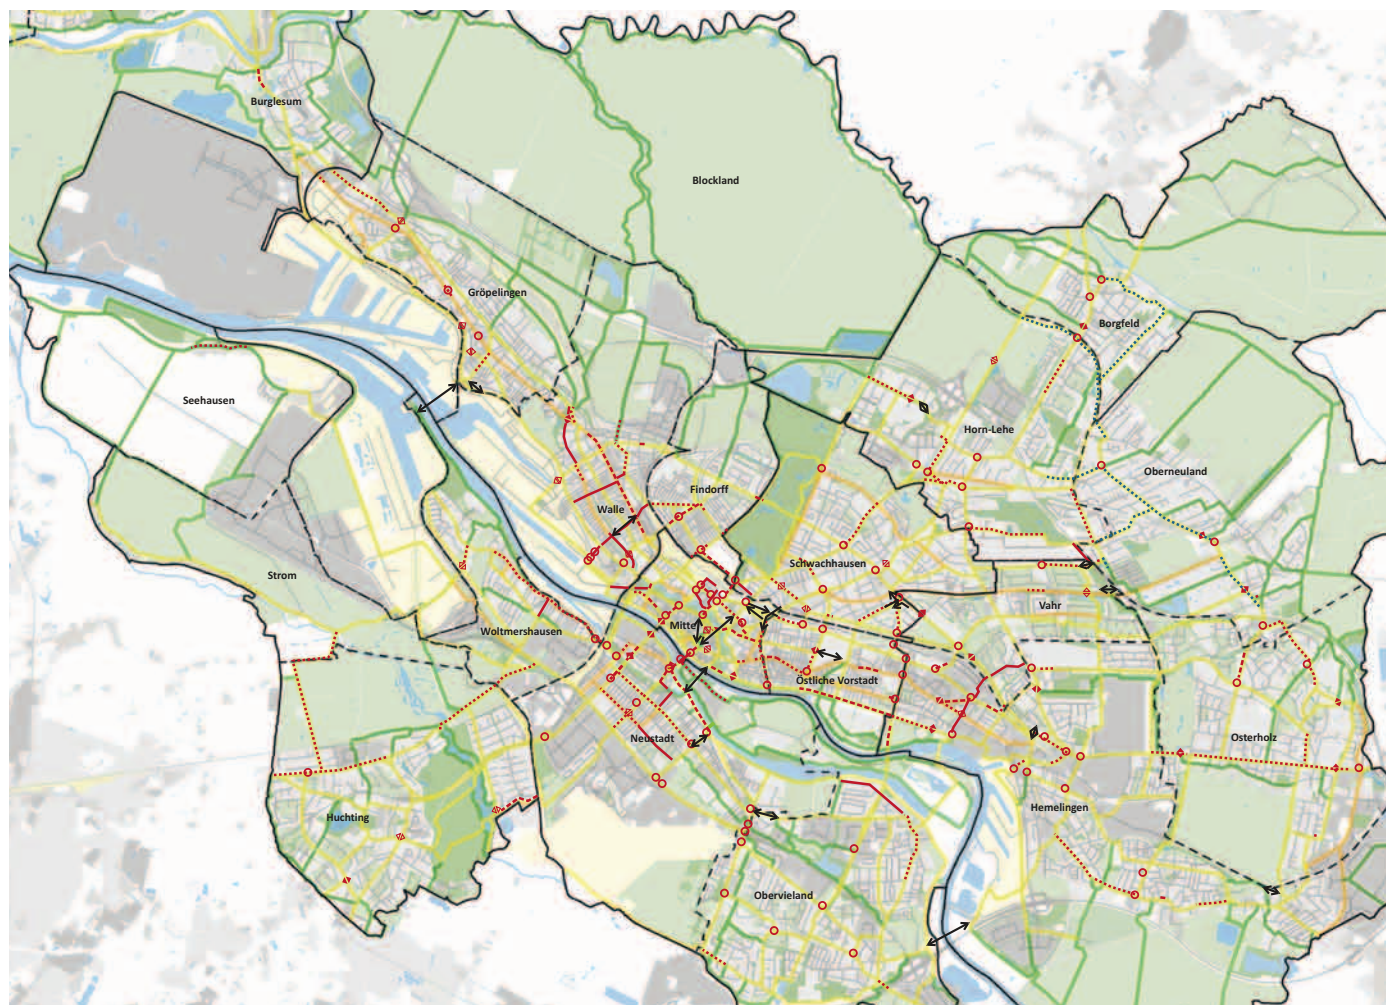 Burglesum
Blockland
Gröpelingen
Borgfeld
Seehausen
Horn-Lehe
Oberneuland
Findorff
Walle
Schwachhausen
Strom
Vahr
Mitte
Woltmershausen
Östliche Vorstadt
Neustadt
Osterholz
Hemelingen
Huchting
Obervieland